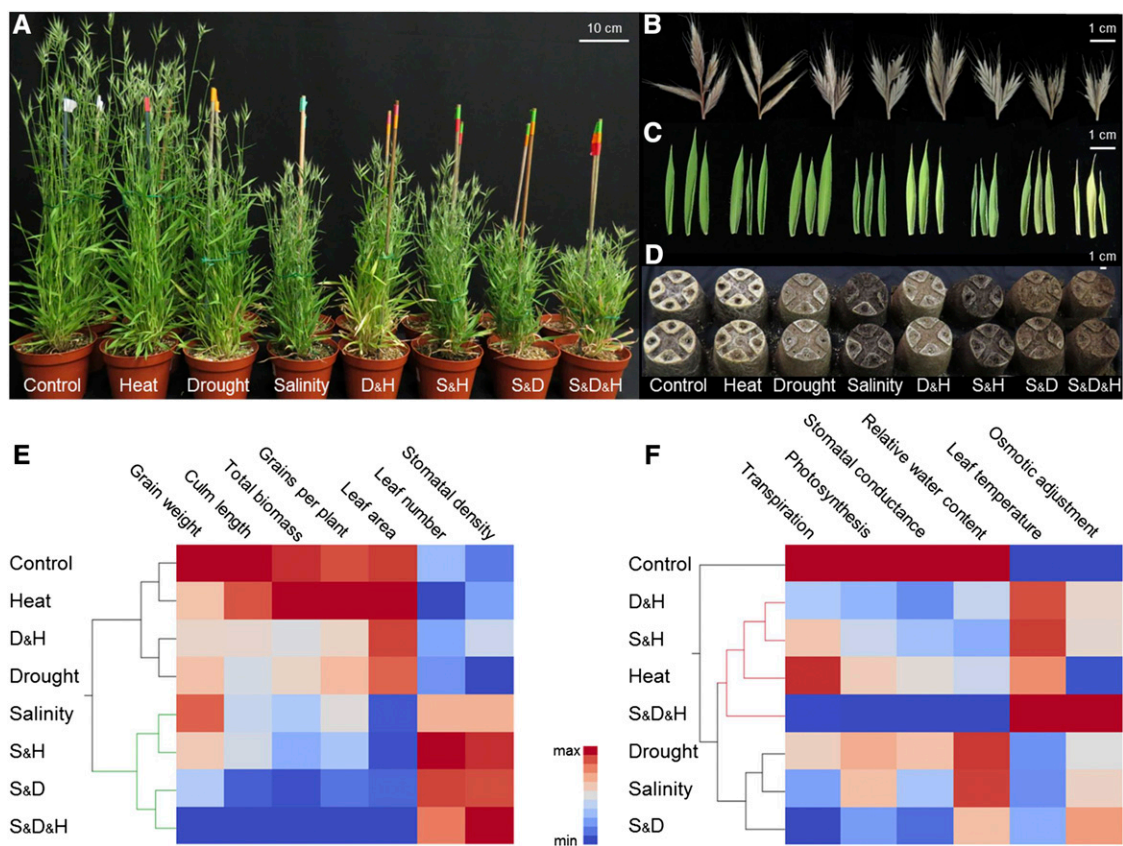 A
10 cm
Control Heat Drought Salinity D&H S&H S&D S&D&H
B
1 cm
C
1 cm
D
1 cm
Control Heat Drought Salinity D&H S&H S&D S&D&H
E
Grain weight
Culm length
Total biomass
Grains per plant
Leaf area
Leaf number
Stomatal density
Control
Heat
D&H
Drought
Salinity
S&H
S&D
S&D&H
max
min
F
Transpiration
Photosynthesis
Stomatal conductance
Relative water content
Leaf temperature
Osmotic adjustment
Control
D&H
S&H
Heat
S&D&H
Drought
Salinity
S&D